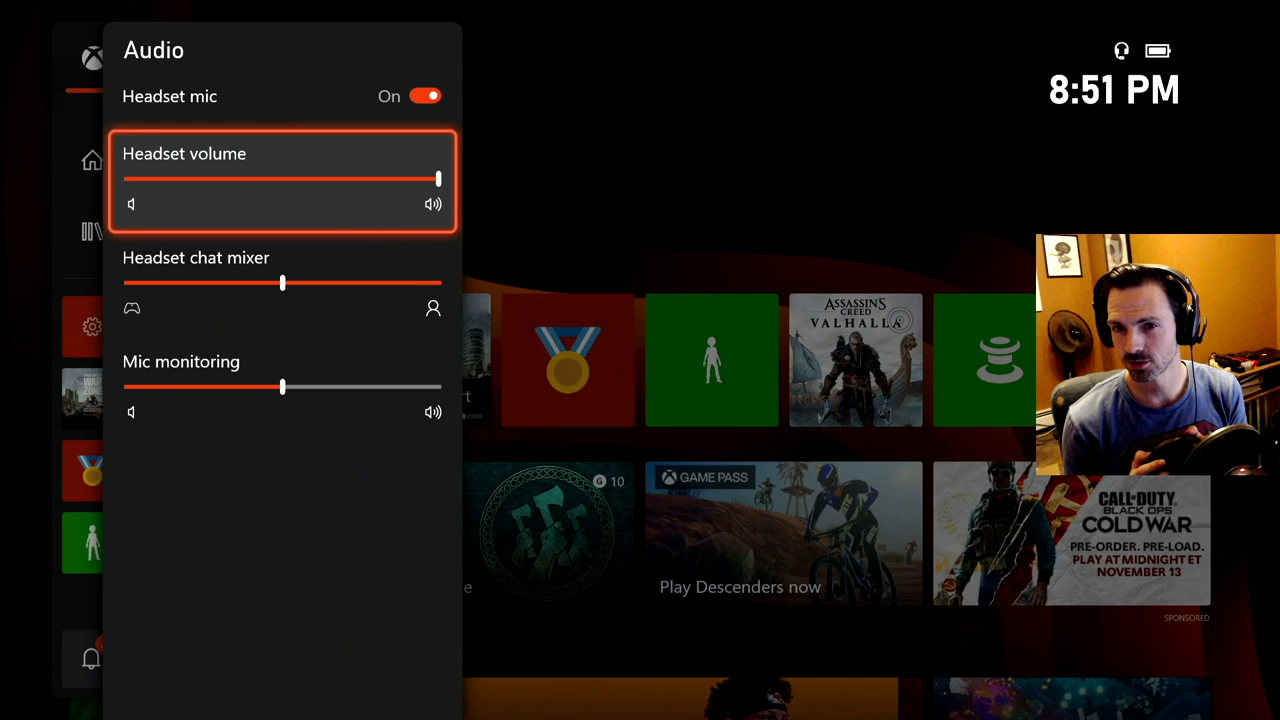 Audio
8:51 PM
Headset mic
On
Headset volume
Headset chat mixer
Mic monitoring
ASSASSIN'S
CREED
VALHALLA
rt
G 10
GAME PASS
CALL OF DUTY
BLACK OPS
COLD WAR
PRE-ORDER. PRE-LOAD.
PLAY AT MIDNIGHT ET
NOVEMBER 13
e
Play Descenders now
SPONSORED